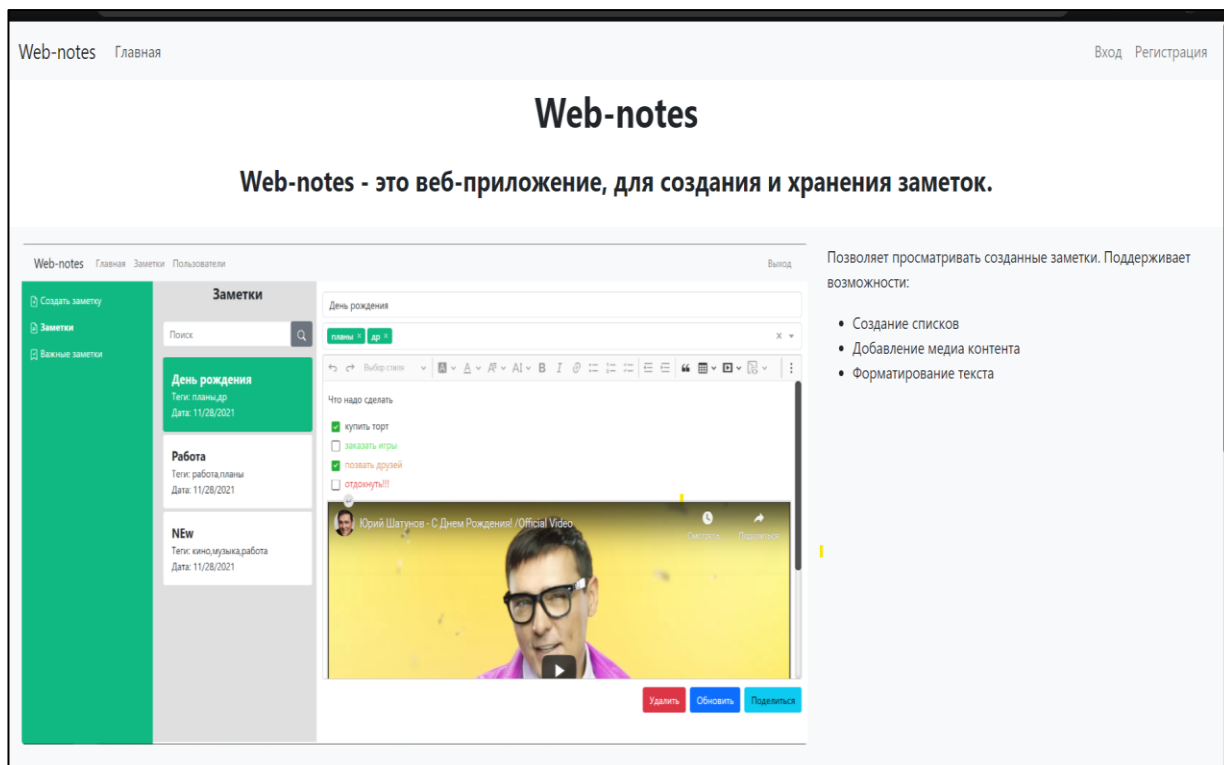 Web-notes Главная Вход Регистрация
Web-notes
Web-notes - это веб-приложение, для создания и хранения заметок.
Web-notes Главная Заметки Пользователи Выход
Создать заметку
Заметки
Важные заметки
Заметки
Поиск
День рождения
Теги: планы,др
Дата: 11/28/2021
Работа
Теги: работа,планы
Дата: 11/28/2021
NEw
Теги: кино,музыка,работа
Дата: 11/28/2021
День рождения
планы × др ×
Выбор стиля
Что надо сделать
купить торт
заказать игры
позвать друзей
отдохнуть!!!
Юрий Шатунов - С Днем Рождения! /Official Video
Смотреть Поделиться
Удалить Обновить Поделиться
Позволяет просматривать созданные заметки. Поддерживает
возможности:
• Создание списков
• Добавление медиа контента
• Форматирование текста